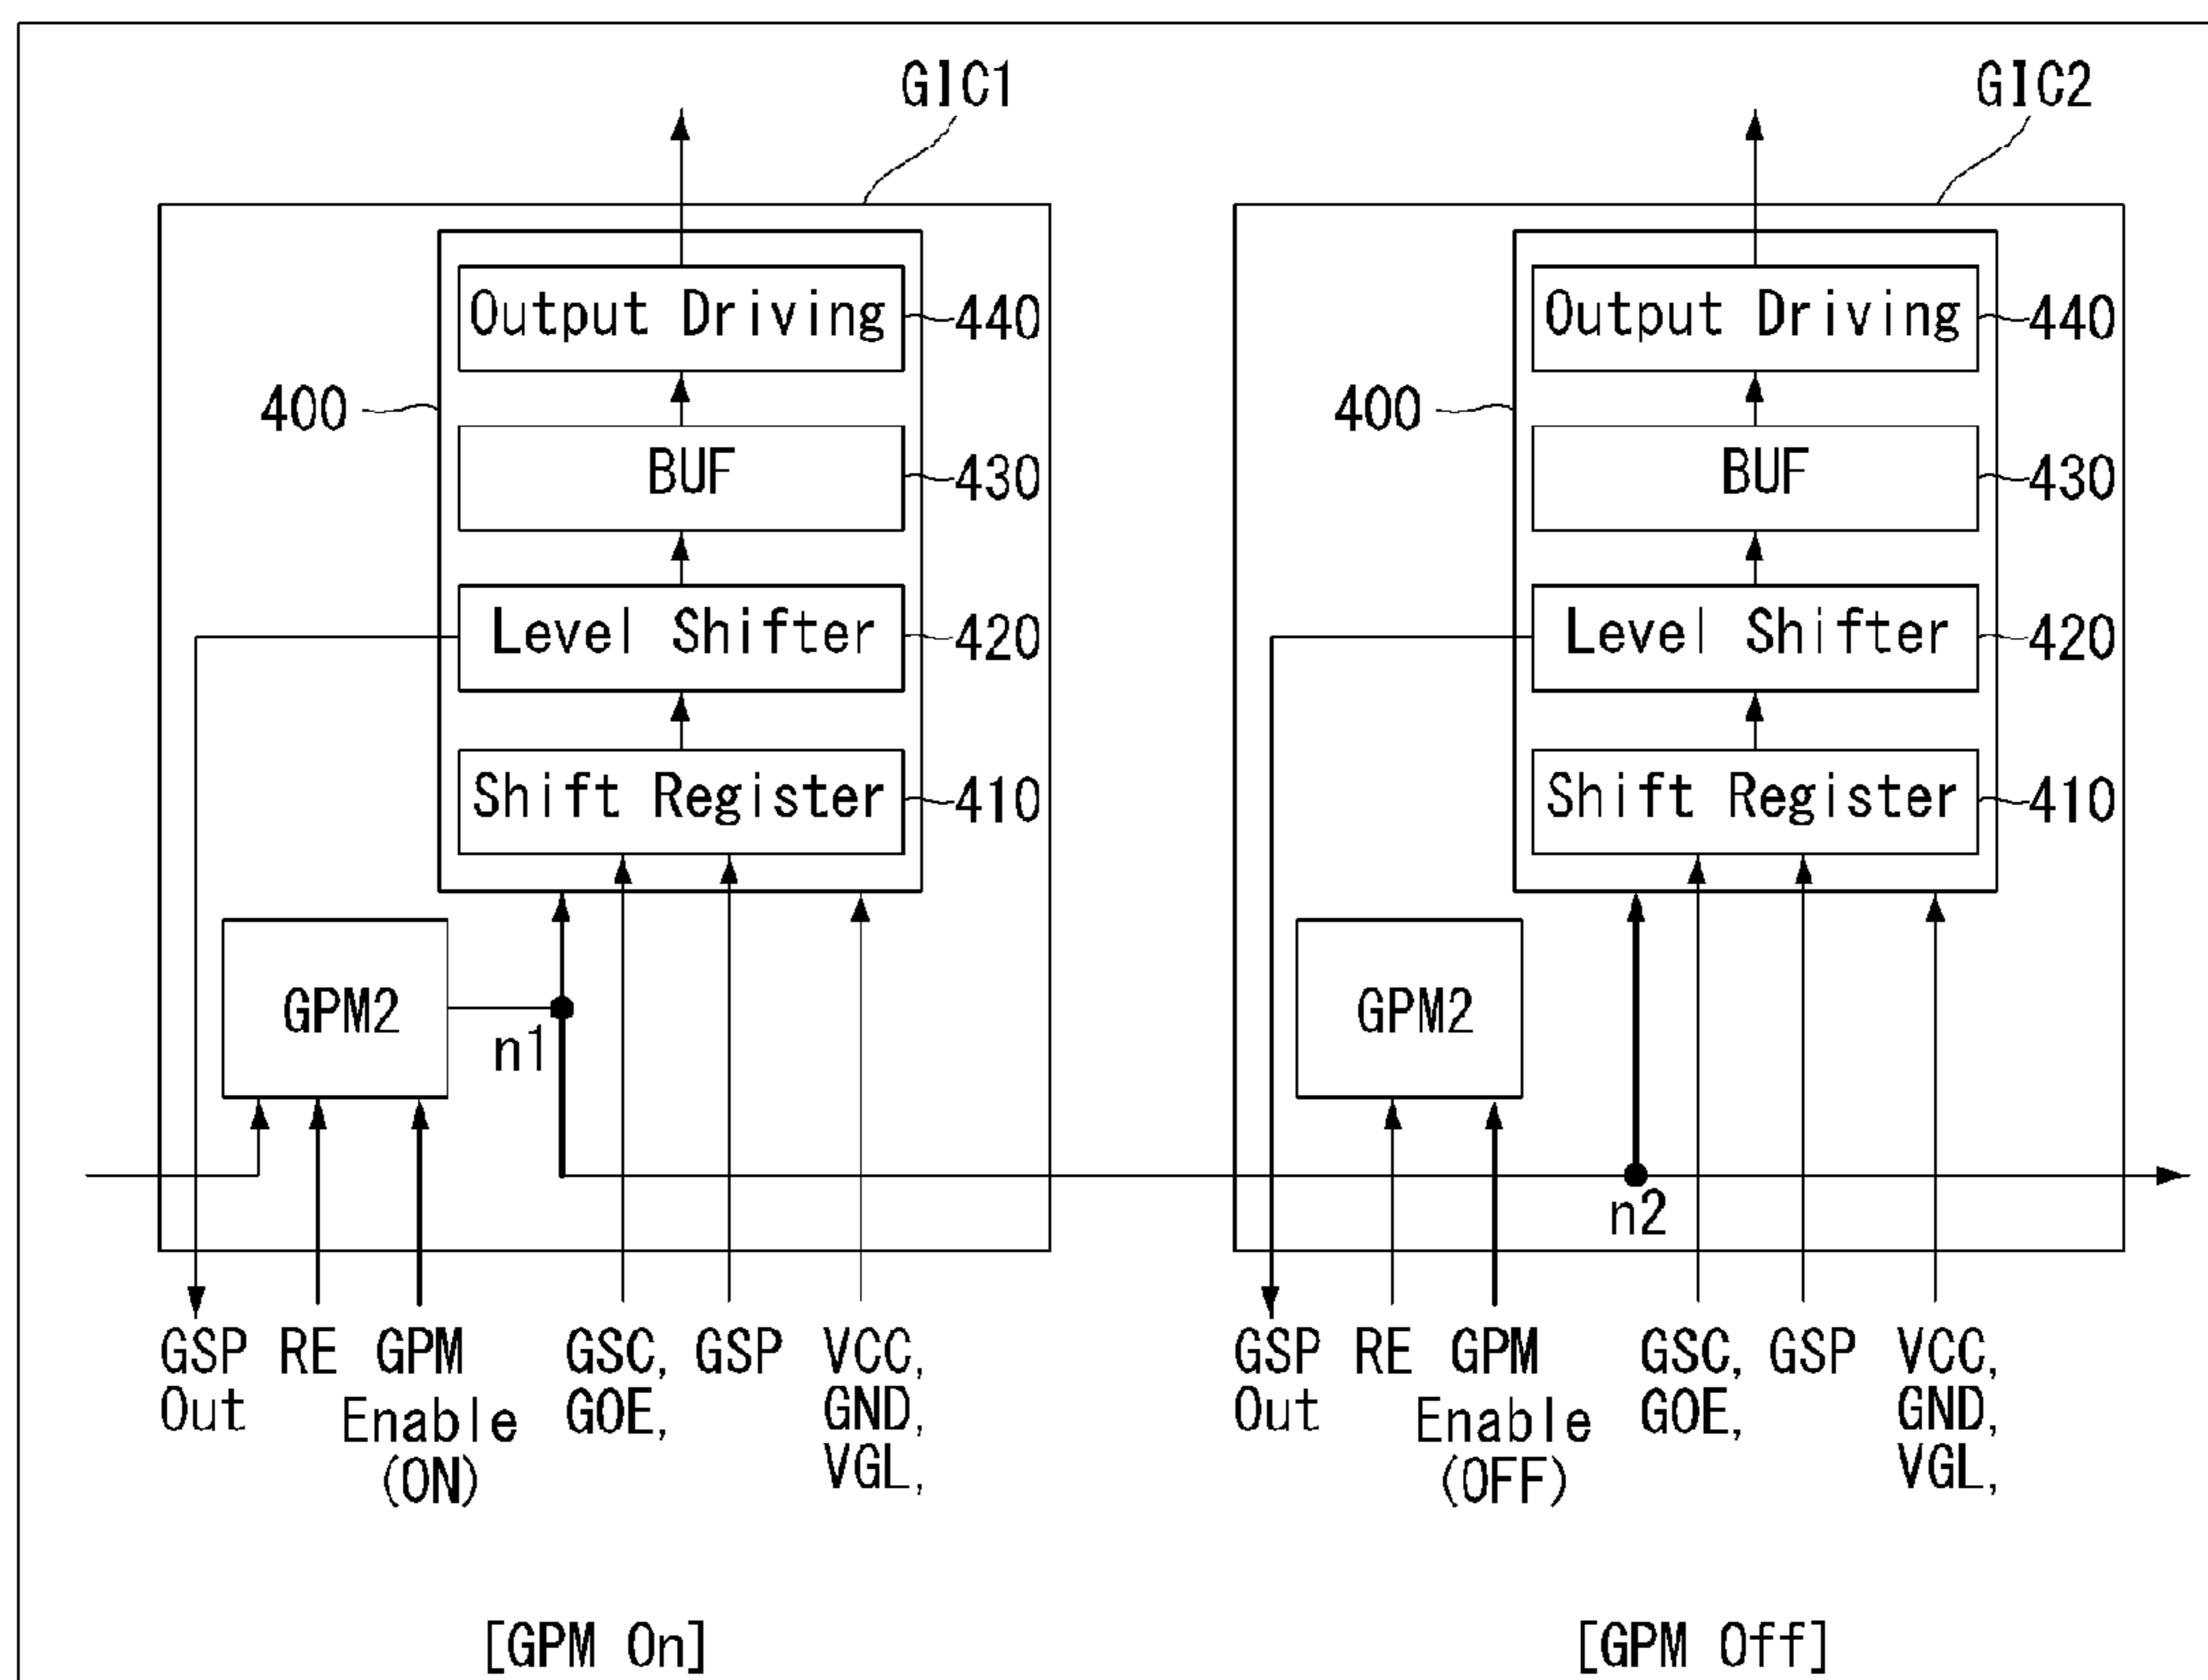 GIC1
GIC2
Output Driving
440
400
BUF
430
Level Shifter
420
Shift Register
410
GPM2
n1
GSP Out
RE
GPM Enable (ON)
GSC, GOE,
GSP
VCC, GND, VGL,
[GPM On]
Output Driving
440
400
BUF
430
Level Shifter
420
Shift Register
410
GPM2
n2
GSP Out
RE
GPM Enable (OFF)
GSC, GOE,
GSP
VCC, GND, VGL,
[GPM Off]